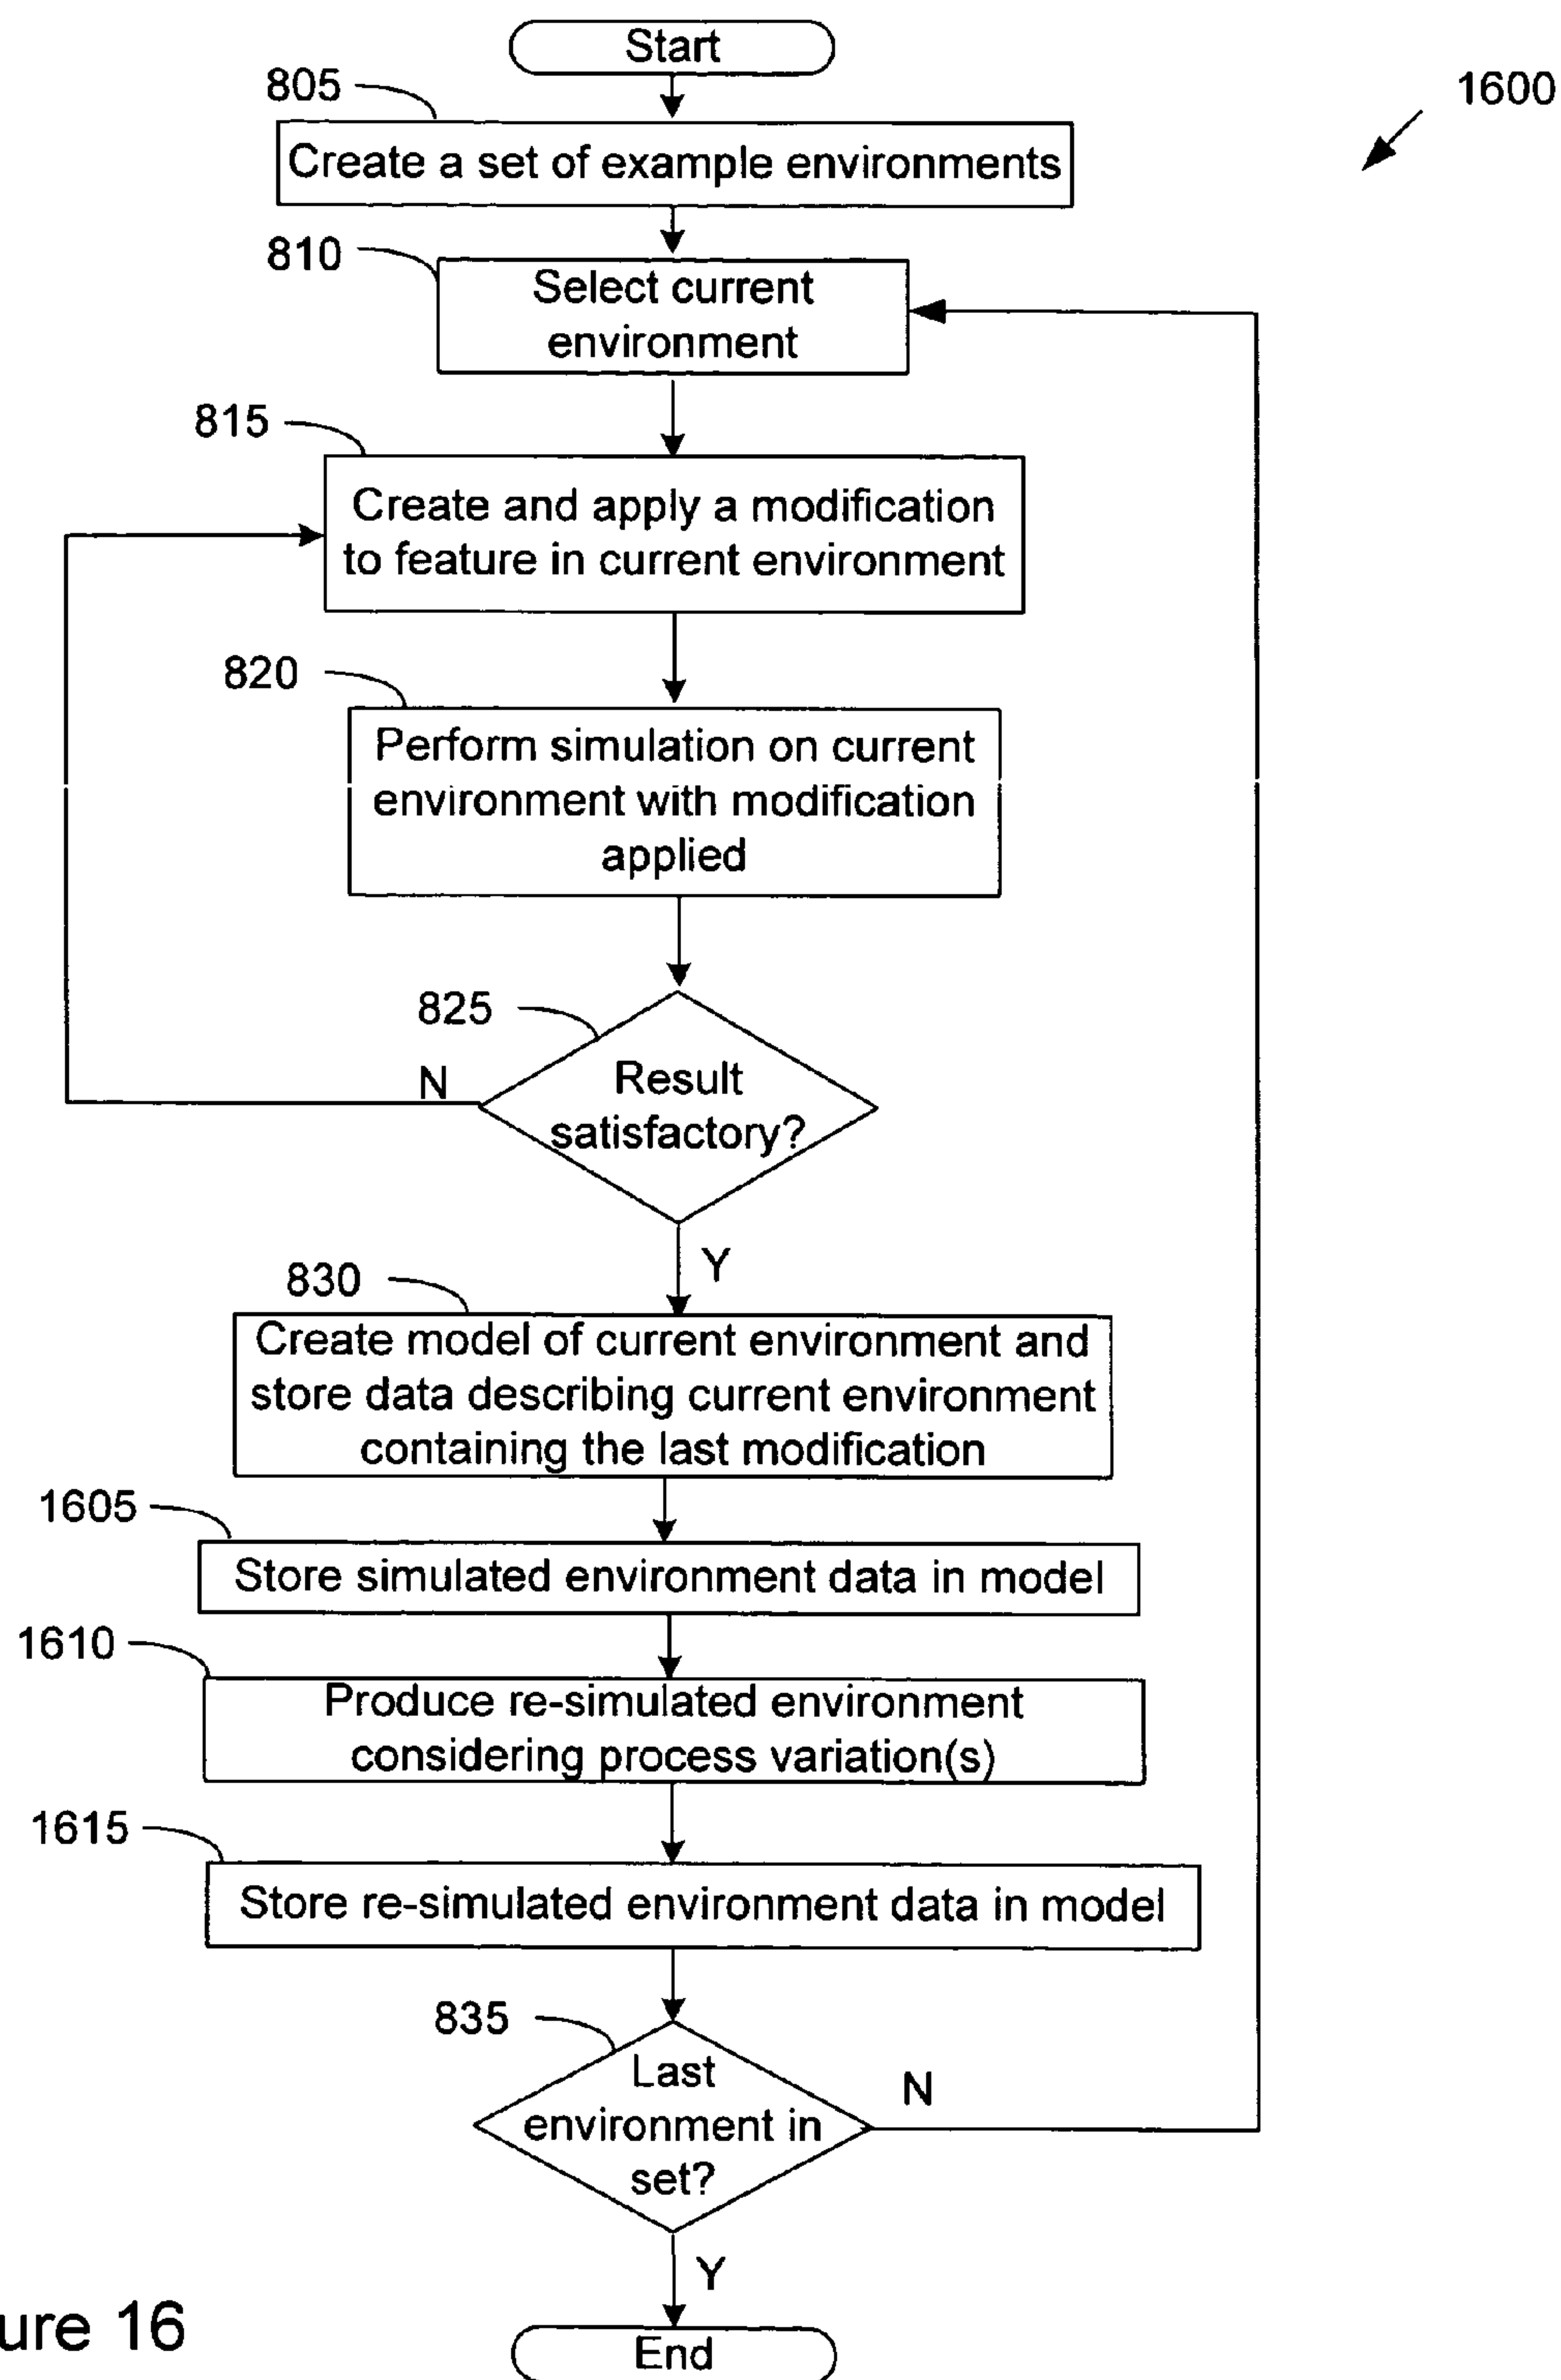 Start
805
1600
Create a set of example environments
810
Select current
environment
815
Create and apply a modification
to feature in current environment
820
Perform simulation on current
environment with modification
applied
825
N
Result
satisfactory?
Y
830
Create model of current environment and
store data describing current environment
containing the last modification
1605
Store simulated environment data in model
1610
Produce re-simulated environment
considering process variation(s)
1615
Store re-simulated environment data in model
835
Last
environment in
set?
N
Y
ure 16
End